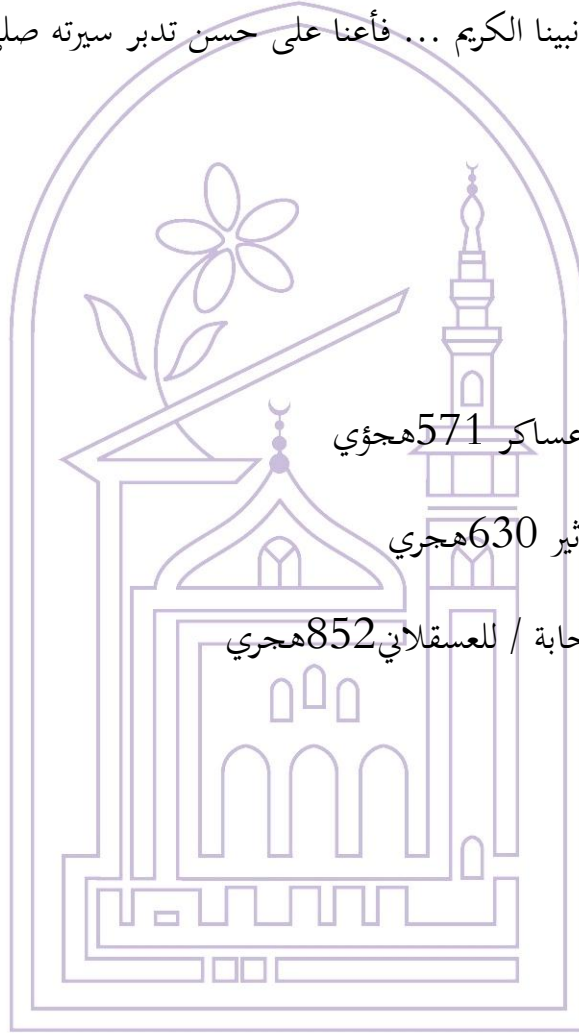 نبينا الكريم ... فأعنا على حسن تدبر سيرته صلى
عساكر 571هجؤي
ثير 630هجري
حابة / للعسقلاني852هجري